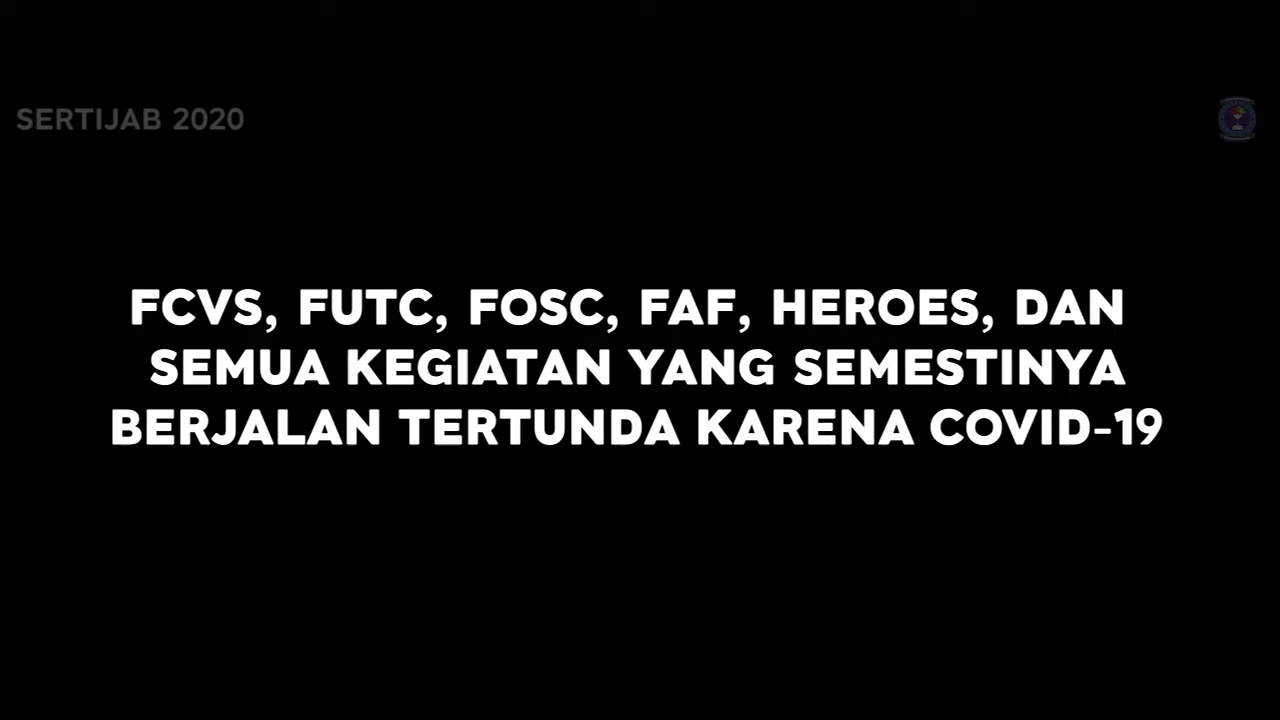 SERTIJAB 2020
FCVS, FUTC, FOSC, FAF, HEROES, DAN
SEMUA KEGIATAN YANG SEMESTINYA
BERJALAN TERTUNDA KARENA COVID-19